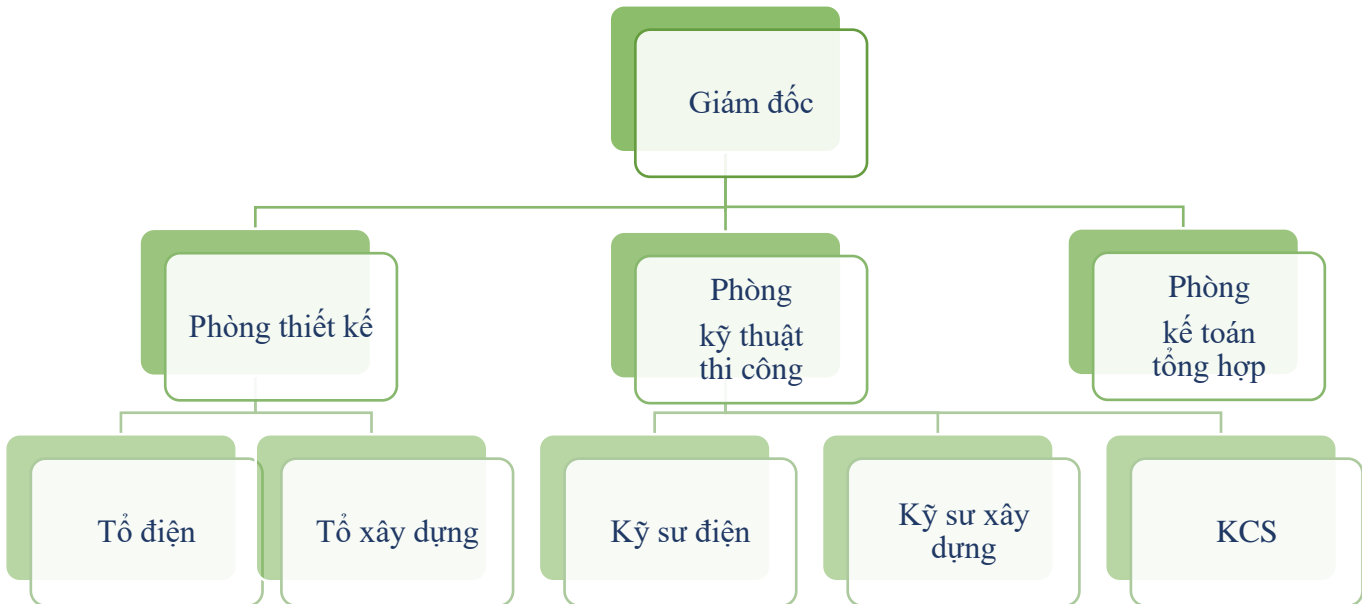 Giám đốc
Phòng thiết kế
Phòng
kỹ thuật
thi công
Phòng
kế toán
tổng hợp
Tổ điện
Tổ xây dựng
Kỹ sư điện
Kỹ sư xây
dựng
KCS